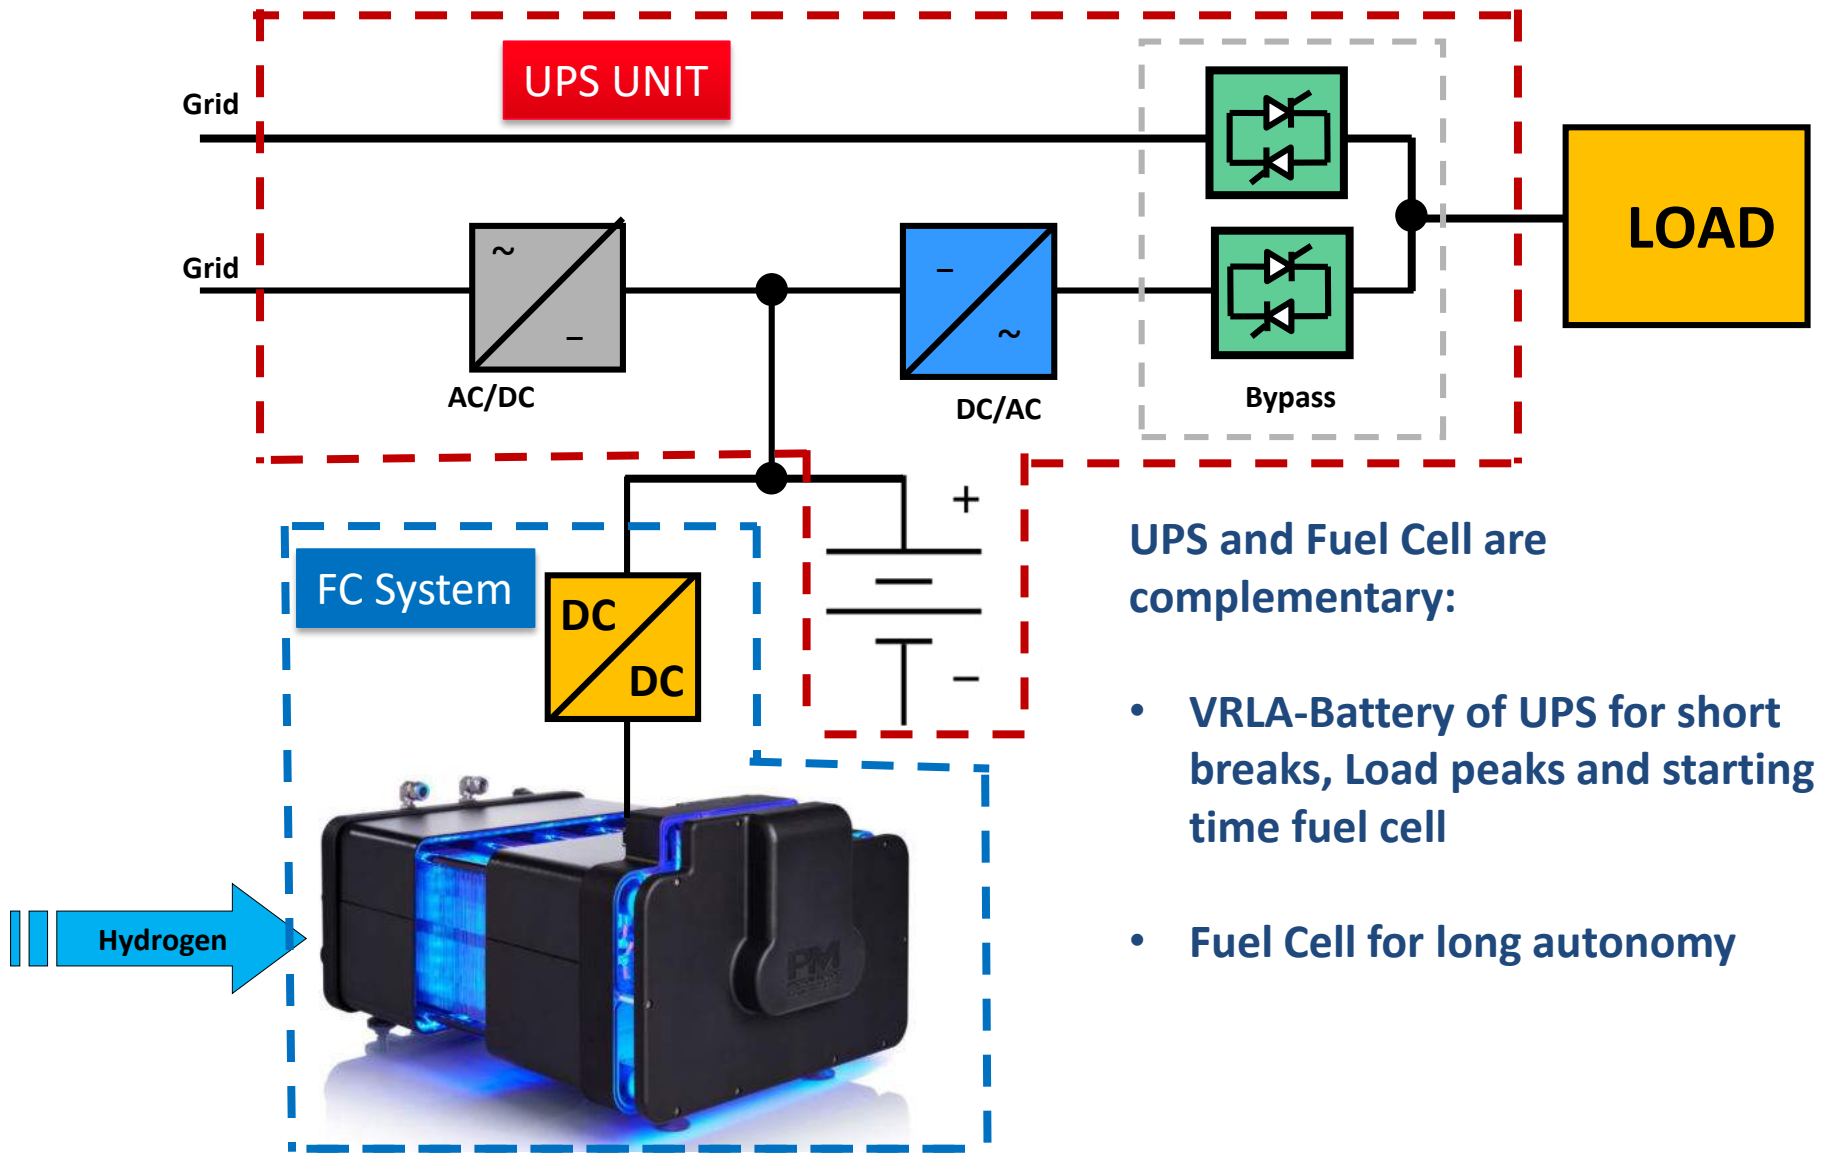 UPS UNIT
Grid
Grid
~
–
AC/DC
–
~
DC/AC
Bypass
LOAD
+
–
FC System
DC
DC
Hydrogen
PM
UPS and Fuel Cell are
complementary:
• VRLA-Battery of UPS for short
breaks, Load peaks and starting
time fuel cell
• Fuel Cell for long autonomy